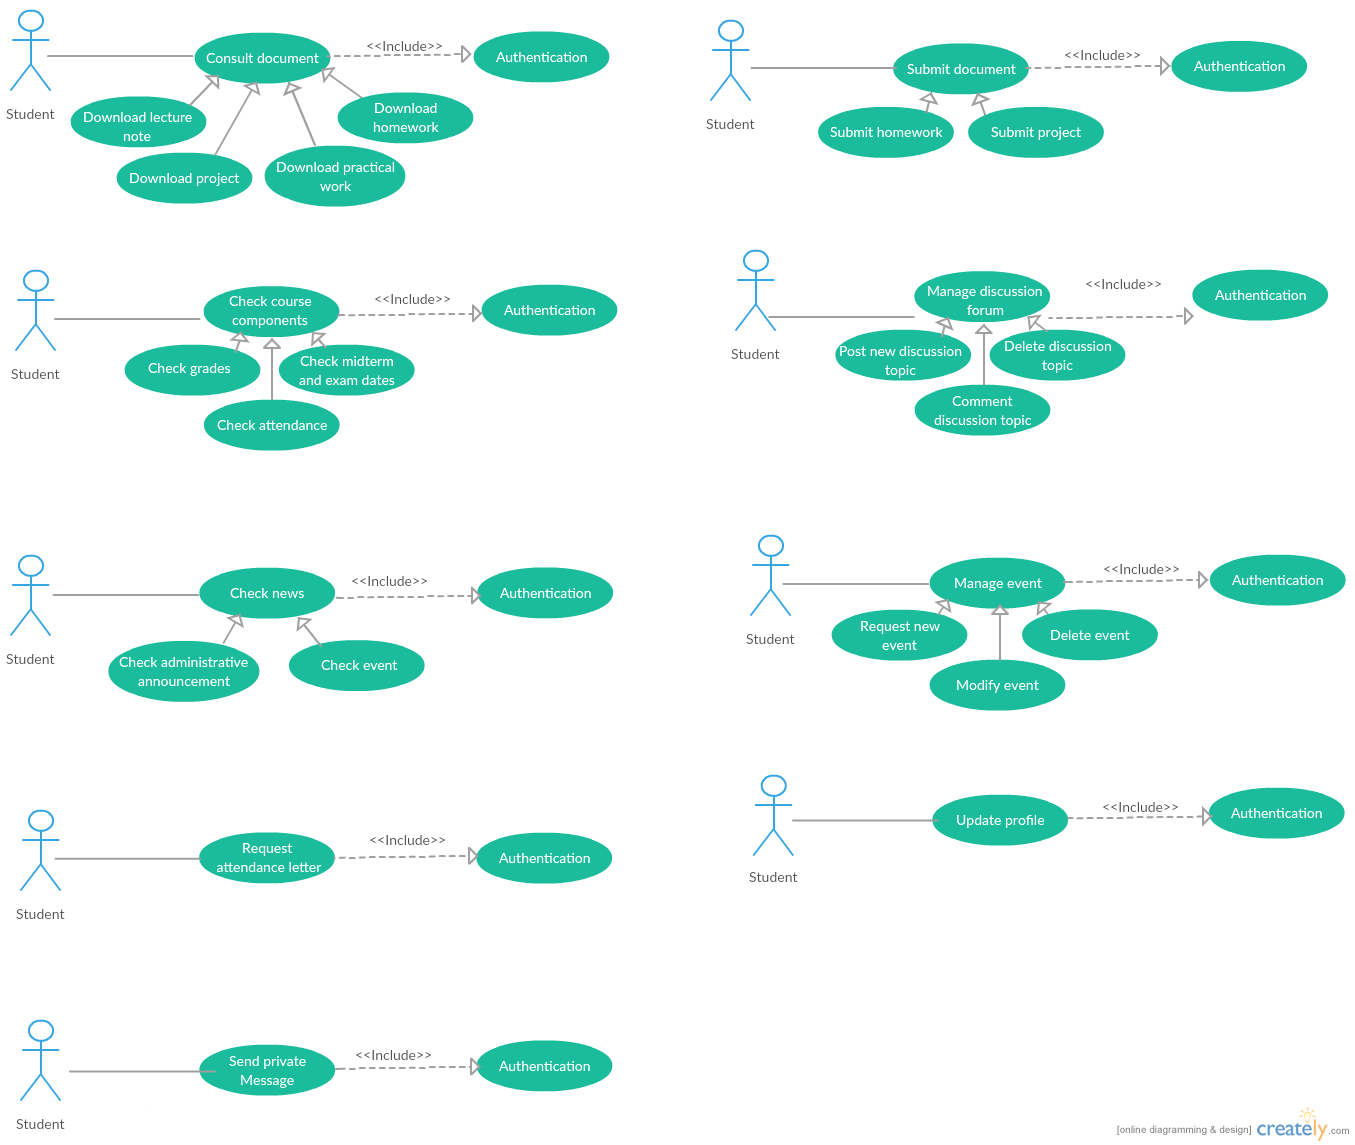 Consult document
<<Include>>
Authentication
Student
Download lecture
note
Download project
Download practical
work
Download
homework
Submit document
<<Include>>
Authentication
Student
Submit homework
Submit project
Check course
components
<<Include>>
Authentication
Student
Check grades
Check midterm
and exam dates
Check attendance
Manage discussion
forum
<<Include>>
Authentication
Student
Post new discussion
topic
Delete discussion
topic
Comment
discussion topic
Check news
<<Include>>
Authentication
Student
Check administrative
announcement
Check event
Manage event
<<Include>>
Authentication
Student
Request new
event
Delete event
Modify event
Request
attendance letter
<<Include>>
Authentication
Student
Update profile
<<Include>>
Authentication
Student
Send private
Message
<<Include>>
Authentication
Student
[online diagramming & design] creately.com